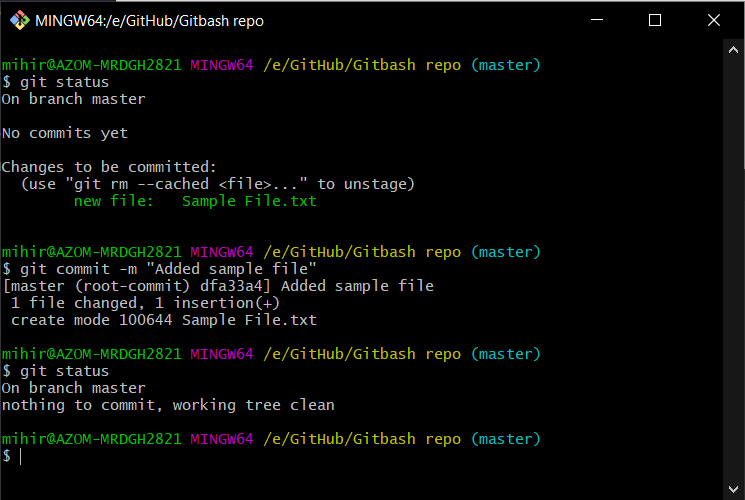 MINGW64:/e/GitHub/Gitbash repo
mihir@AZOM-MRDGH2821 MINGW64 /e/GitHub/Gitbash repo (master)
$ git status
On branch master
No commits yet
Changes to be committed:
  (use "git rm --cached <file>..." to unstage)
        new file:   Sample File.txt
mihir@AZOM-MRDGH2821 MINGW64 /e/GitHub/Gitbash repo (master)
$ git commit -m "Added sample file"
[master (root-commit) dfa33a4] Added sample file
 1 file changed, 1 insertion(+)
 create mode 100644 Sample File.txt
mihir@AZOM-MRDGH2821 MINGW64 /e/GitHub/Gitbash repo (master)
$ git status
On branch master
nothing to commit, working tree clean
mihir@AZOM-MRDGH2821 MINGW64 /e/GitHub/Gitbash repo (master)
$